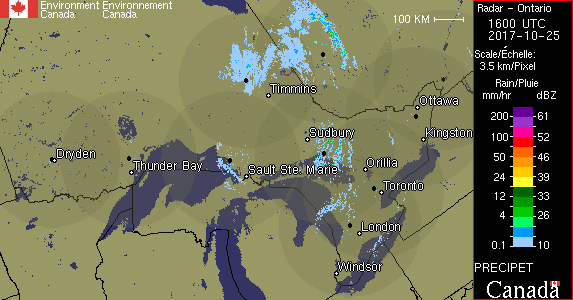 Environment Environnement
Canada Canada
100 KM
Timmins
Ottawa
Sudbury
Kingston
Dryden
Thunder Bay
Sault Ste. Marie
Orillia
Toronto
London
Windsor
Radar - Ontario
1600 UTC
2017-10-25
Scale/Échelle:
3.5 km/Pixel
Rain/Pluie
mm/hr dBZ
200 61
100 52
50 46
24 39
12 33
4 26
0.1 10
PRECIPET
Canada